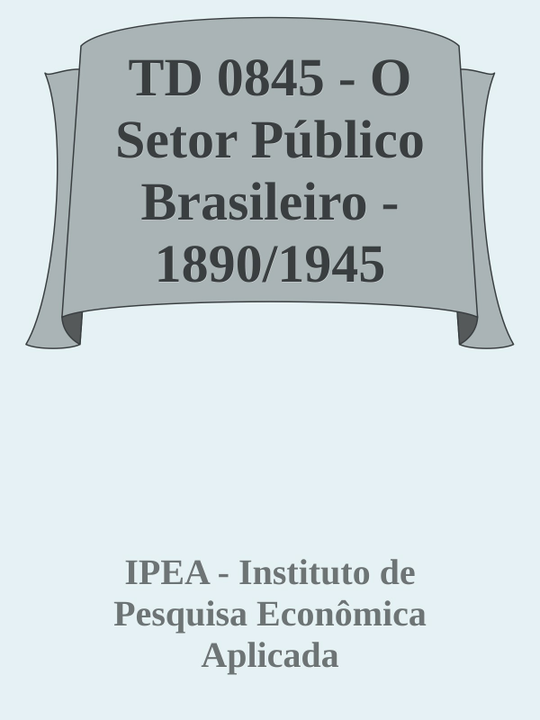 TD 0845 - O
Setor Público
Brasileiro -
1890/1945
IPEA - Instituto de
Pesquisa Econômica
Aplicada